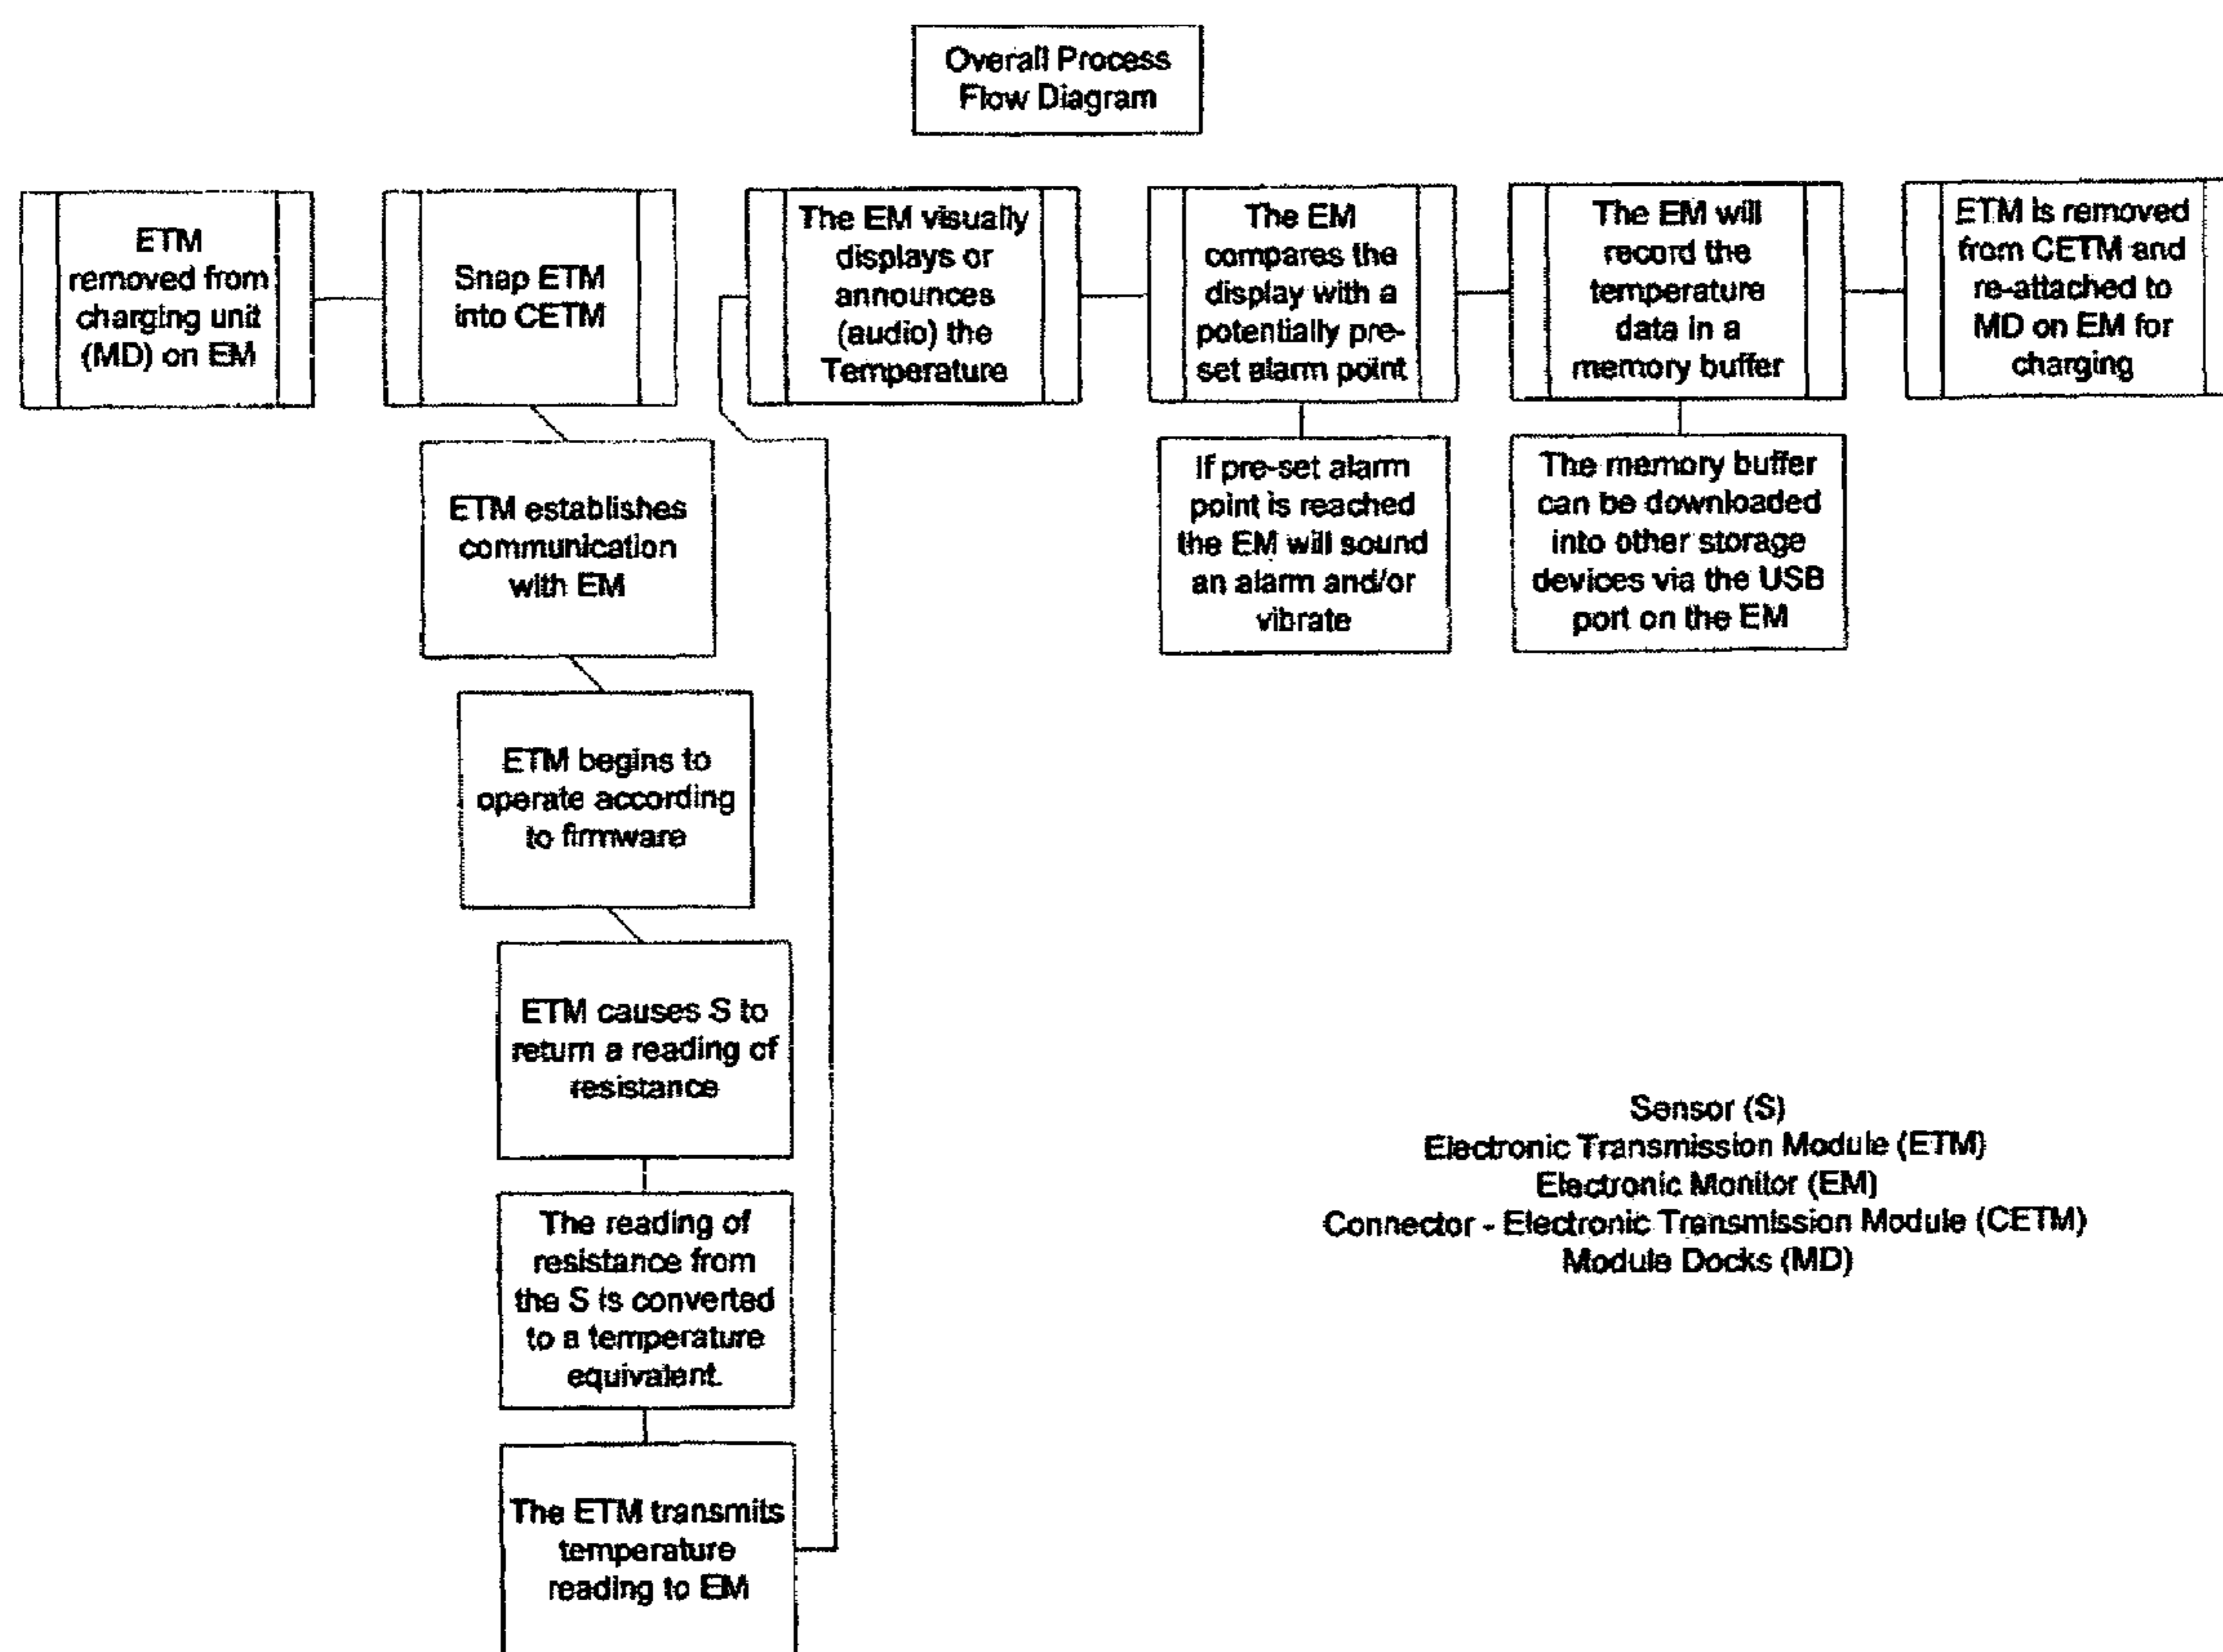 Overall Process
Flow Diagram
ETM
removed from
charging unit
(MD) on EM
Snap ETM
into CETM
ETM establishes
communication
with EM
ETM begins to
operate according
to firmware
ETM causes S to
return a reading of
resistance
The reading of
resistance from
the S is converted
to a temperature
equivalent.
The ETM transmits
temperature
reading to EM
The EM visually
displays or
announces
(audio) the
Temperature
The EM
compares the
display with a
potentially pre-
set alarm point
If pre-set alarm
point is reached
the EM will sound
an alarm and/or
vibrate
The EM will
record the
temperature
data in a
memory buffer
The memory buffer
can be downloaded
into other storage
devices via the USB
port on the EM
ETM is removed
from CETM and
re-attached to
MD on EM for
charging
Sensor (S)
Electronic Transmission Module (ETM)
Electronic Monitor (EM)
Connector - Electronic Transmission Module (CETM)
Module Docks (MD)